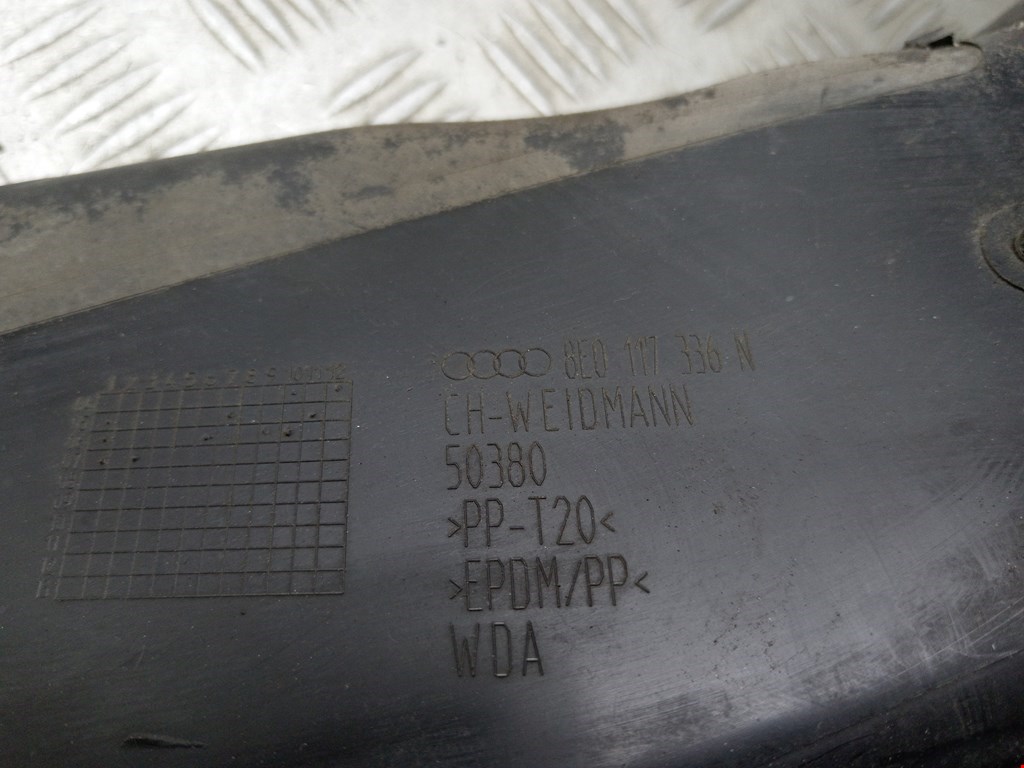 8E0 117 336 N
CH-WEIDMANN
50380
>PP-T20<
>EPDM/PP<
WDA